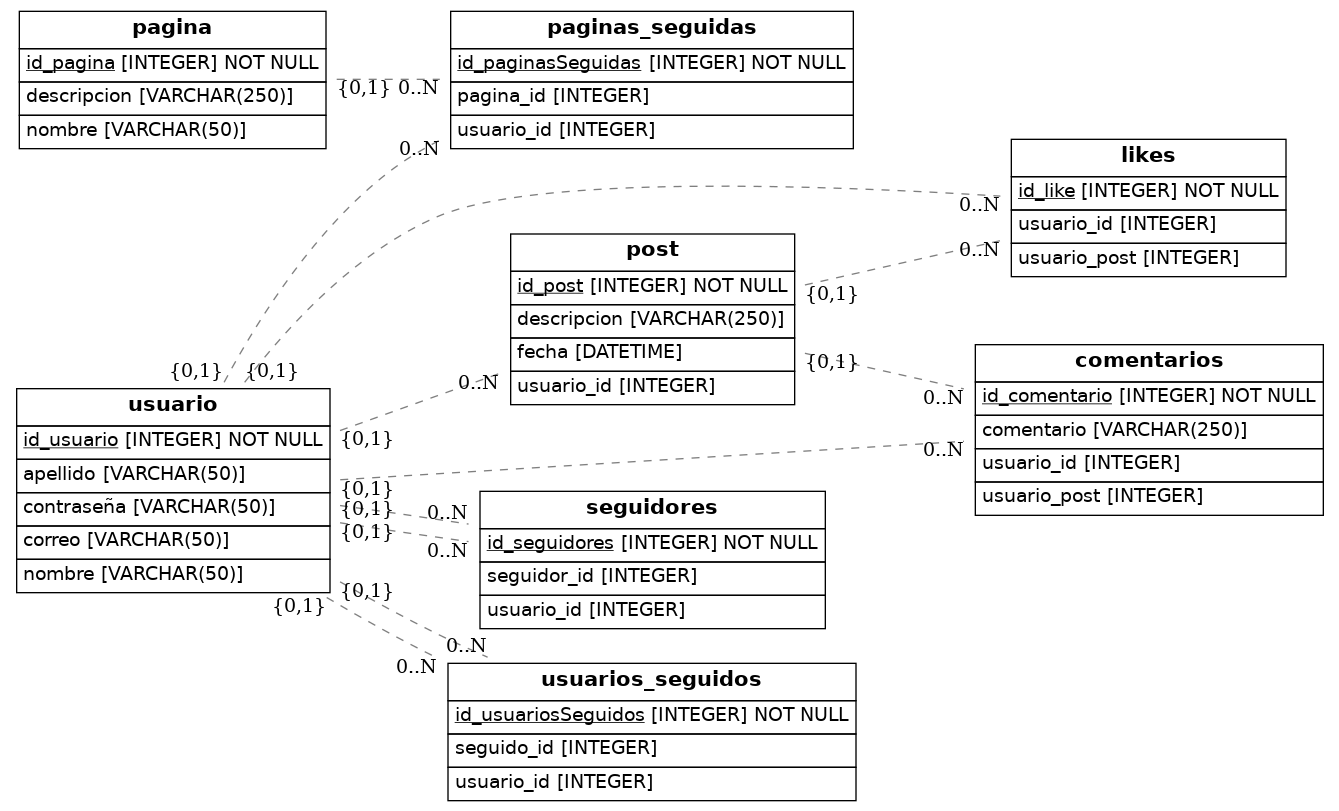 pagina
id_pagina [INTEGER] NOT NULL
descripcion [VARCHAR(250)]
nombre [VARCHAR(50)]
{0,1} 0..N
paginas_seguidas
id_paginasSeguidas [INTEGER] NOT NULL
pagina_id [INTEGER]
usuario_id [INTEGER]
0..N
likes
id_like [INTEGER] NOT NULL
usuario_id [INTEGER]
usuario_post [INTEGER]
0..N
0..N
post
id_post [INTEGER] NOT NULL
descripcion [VARCHAR(250)]
fecha [DATETIME]
usuario_id [INTEGER]
{0,1}
{0,1}
0..N
comentarios
id_comentario [INTEGER] NOT NULL
comentario [VARCHAR(250)]
usuario_id [INTEGER]
usuario_post [INTEGER]
0..N
0..N
{0,1}
{0,1}
usuario
id_usuario [INTEGER] NOT NULL
apellido [VARCHAR(50)]
contraseña [VARCHAR(50)]
correo [VARCHAR(50)]
nombre [VARCHAR(50)]
{0,1}
{0,1}
{0,1}
{0,1}
{0,1}
{0,1}
0..N
0..N
seguidores
id_seguidores [INTEGER] NOT NULL
seguidor_id [INTEGER]
usuario_id [INTEGER]
0..N
0..N
usuarios_seguidos
id_usuariosSeguidos [INTEGER] NOT NULL
seguido_id [INTEGER]
usuario_id [INTEGER]